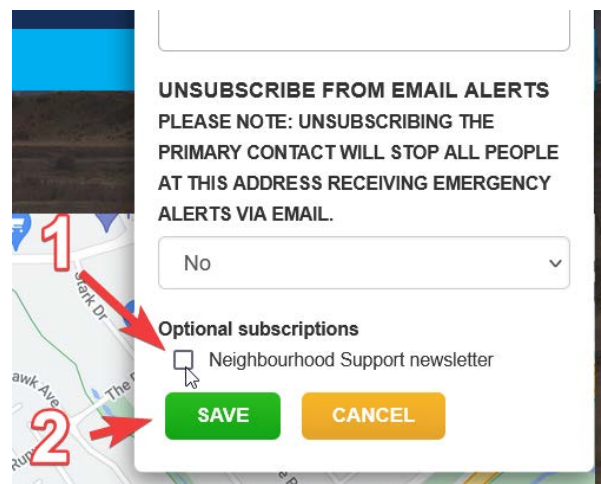 UNSUBSCRIBE FROM EMAIL ALERTS
PLEASE NOTE: UNSUBSCRIBING THE
PRIMARY CONTACT WILL STOP ALL PEOPLE
AT THIS ADDRESS RECEIVING EMERGENCY
ALERTS VIA EMAIL.
No
1
Stark Dr
Optional subscriptions
Neighbourhood Support newsletter
awk Ave
The
SAVE
CANCEL
2